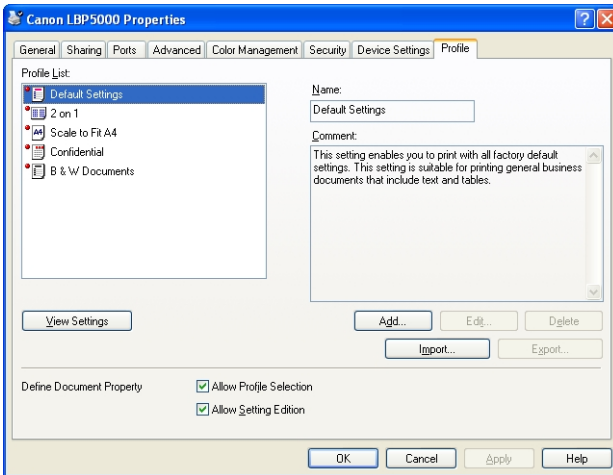 Canon LBP5000 Properties
General
Sharing
Ports
Advanced
Color Management
Security
Device Settings
Profile
Profile List:
Default Settings
2 on 1
A4 Scale to Fit A4
Confidential
B & W Documents
Name:
Default Settings
Comment:
This setting enables you to print with all factory default
settings. This setting is suitable for printing general business
documents that include text and tables.
View Settings
Add...
Edit...
Delete
Import...
Export...
Define Document Property
Allow Profile Selection
Allow Setting Edition
OK
Cancel
Apply
Help